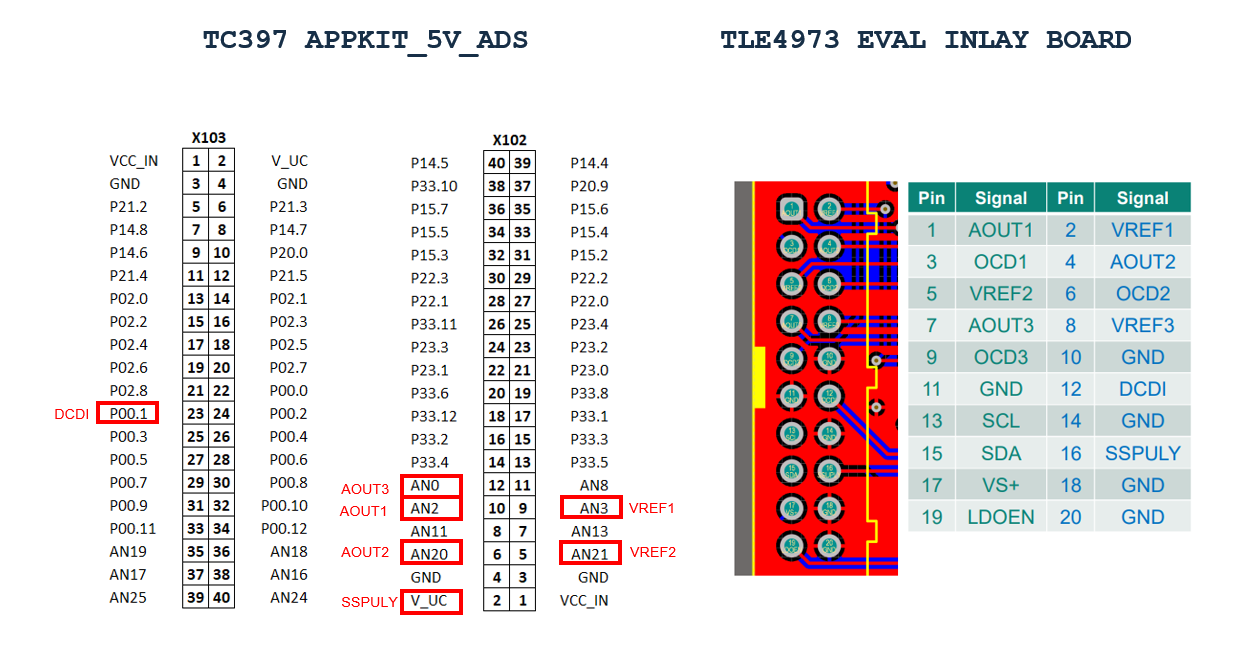 TC397 APPKIT_5V_ADS
TLE4973 EVAL INLAY BOARD
X103
VCC_IN 1 2 V_UC
GND 3 4 GND
P21.2 5 6 P21.3
P14.8 7 8 P14.7
P14.6 9 10 P20.0
P21.4 11 12 P21.5
P02.0 13 14 P02.1
P02.2 15 16 P02.3
P02.4 17 18 P02.5
P02.6 19 20 P02.7
P02.8 21 22 P00.0
DCDI P00.1 23 24 P00.2
P00.3 25 26 P00.4
P00.5 27 28 P00.6
P00.7 29 30 P00.8
P00.9 31 32 P00.10
P00.11 33 34 P00.12
AN19 35 36 AN18
AN17 37 38 AN16
AN25 39 40 AN24
X102
P14.5 40 39 P14.4
P33.10 38 37 P20.9
P15.7 36 35 P15.6
P15.5 34 33 P15.4
P15.3 32 31 P15.2
P22.3 30 29 P22.2
P22.1 28 27 P22.0
P33.11 26 25 P23.4
P23.3 24 23 P23.2
P23.1 22 21 P23.0
P33.6 20 19 P33.8
P33.12 18 17 P33.1
P33.2 16 15 P33.3
P33.4 14 13 P33.5
AOUT3 AN0 12 11 AN8
AOUT1 AN2 10 9 AN3 VREF1
AN11 8 7 AN13
AOUT2 AN20 6 5 AN21 VREF2
GND 4 3 GND
SSPULY V_UC 2 1 VCC_IN
Pin Signal Pin Signal
1 AOUT1 2 VREF1
3 OCD1 4 AOUT2
5 VREF2 6 OCD2
7 AOUT3 8 VREF3
9 OCD3 10 GND
11 GND 12 DCDI
13 SCL 14 GND
15 SDA 16 SSPULY
17 VS+ 18 GND
19 LDOEN 20 GND